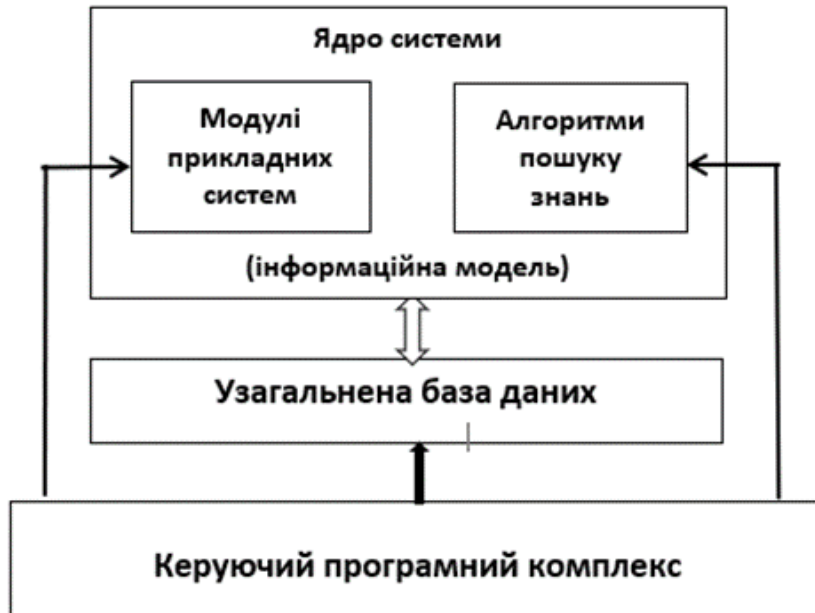 Ядро системи
Модулі
прикладних
систем
Алгоритми
пошуку
знань
(інформаційна модель)
Узагальнена база даних
Керуючий програмний комплекс